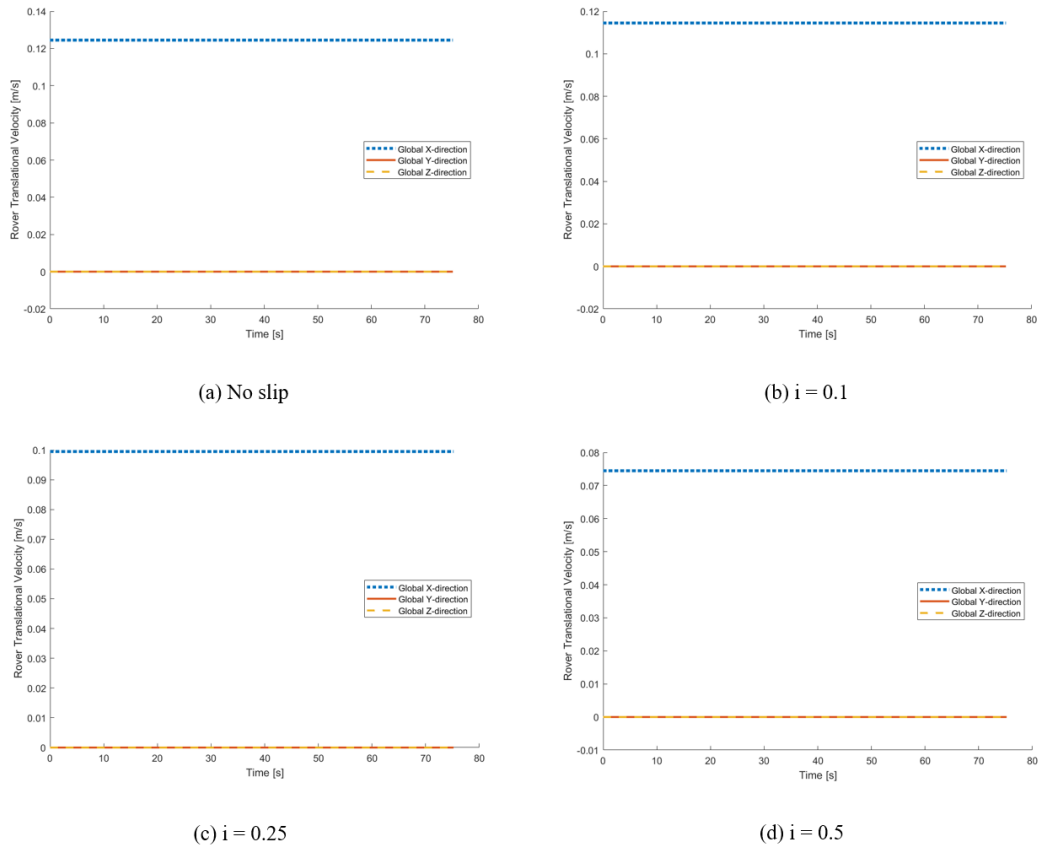 0.14
0.12
0.1
0.08
0.06
0.04
0.02
0
-0.02
Rover Translational Velocity [m/s]
0 10 20 30 40 50 60 70 80
Time [s]
Global X-direction
Global Y-direction
Global Z-direction
(a) No slip
0.12
0.1
0.08
0.06
0.04
0.02
0
-0.02
Rover Translational Velocity [m/s]
0 10 20 30 40 50 60 70 80
Time [s]
Global X-direction
Global Y-direction
Global Z-direction
(b) i = 0.1
0.1
0.09
0.08
0.07
0.06
0.05
0.04
0.03
0.02
0.01
0
Rover Translational Velocity [m/s]
0 10 20 30 40 50 60 70 80
Time [s]
Global X-direction
Global Y-direction
Global Z-direction
(c) i = 0.25
0.08
0.07
0.06
0.05
0.04
0.03
0.02
0.01
0
-0.01
Rover Translational Velocity [m/s]
0 10 20 30 40 50 60 70 80
Time [s]
Global X-direction
Global Y-direction
Global Z-direction
(d) i = 0.5